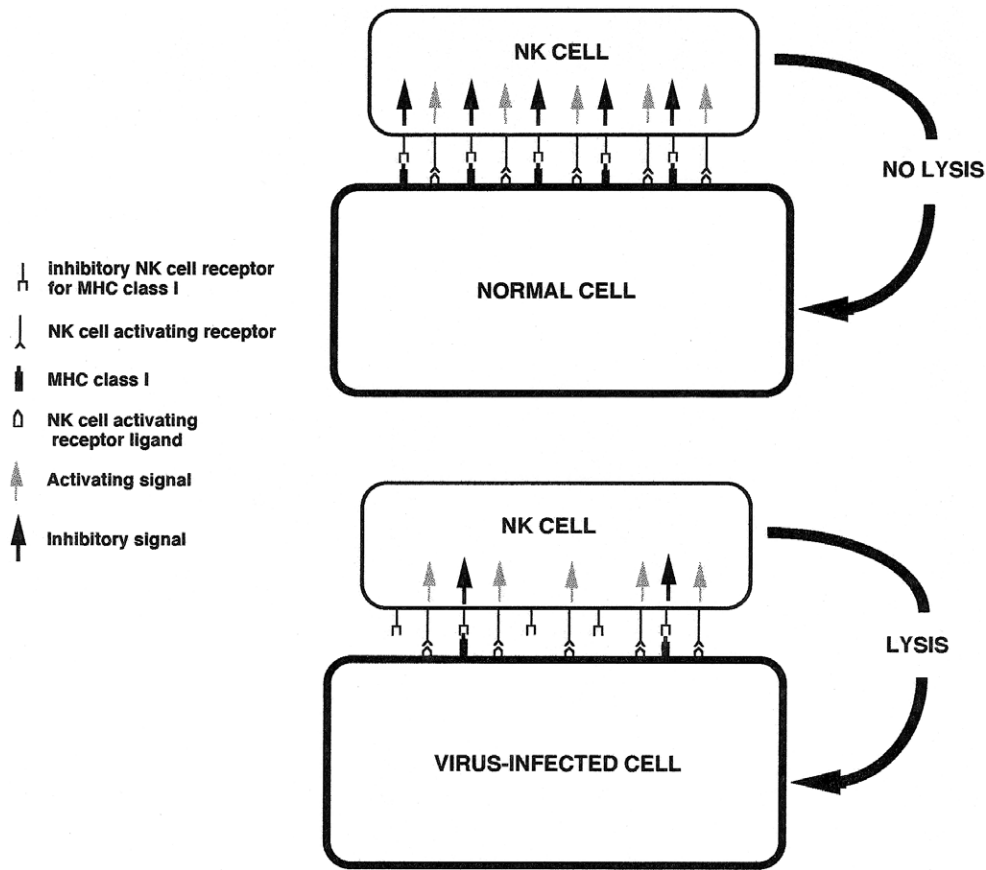 NK CELL
NO LYSIS
NORMAL CELL
inhibitory NK cell receptor
for MHC class I
NK cell activating receptor
MHC class I
NK cell activating
receptor ligand
Activating signal
Inhibitory signal
NK CELL
LYSIS
VIRUS-INFECTED CELL